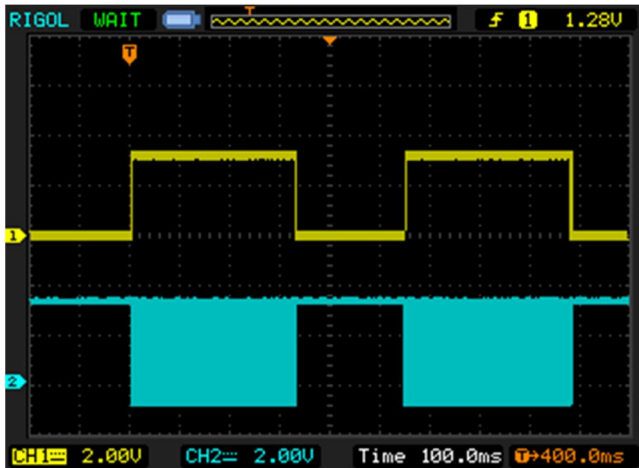 RIGOL WAIT 1 1.28V
T
1
2
CH1 2.00V CH2 2.00V Time 100.0ms T→400.0ms